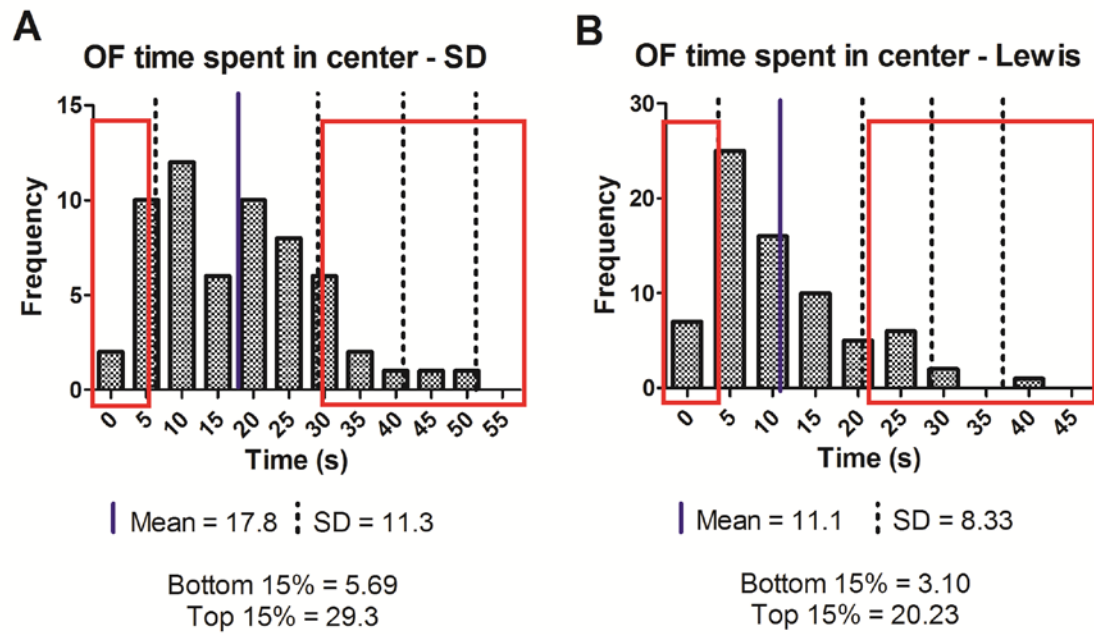 A
OF time spent in center - SD
Frequency
15
10
5
0
0 5 10 15 20 25 30 35 40 45 50 55
Time (s)
Mean = 17.8 SD = 11.3
Bottom 15% = 5.69
Top 15% = 29.3
B
OF time spent in center - Lewis
Frequency
30
20
10
0
0 5 10 15 20 25 30 35 40 45
Time (s)
Mean = 11.1 SD = 8.33
Bottom 15% = 3.10
Top 15% = 20.23